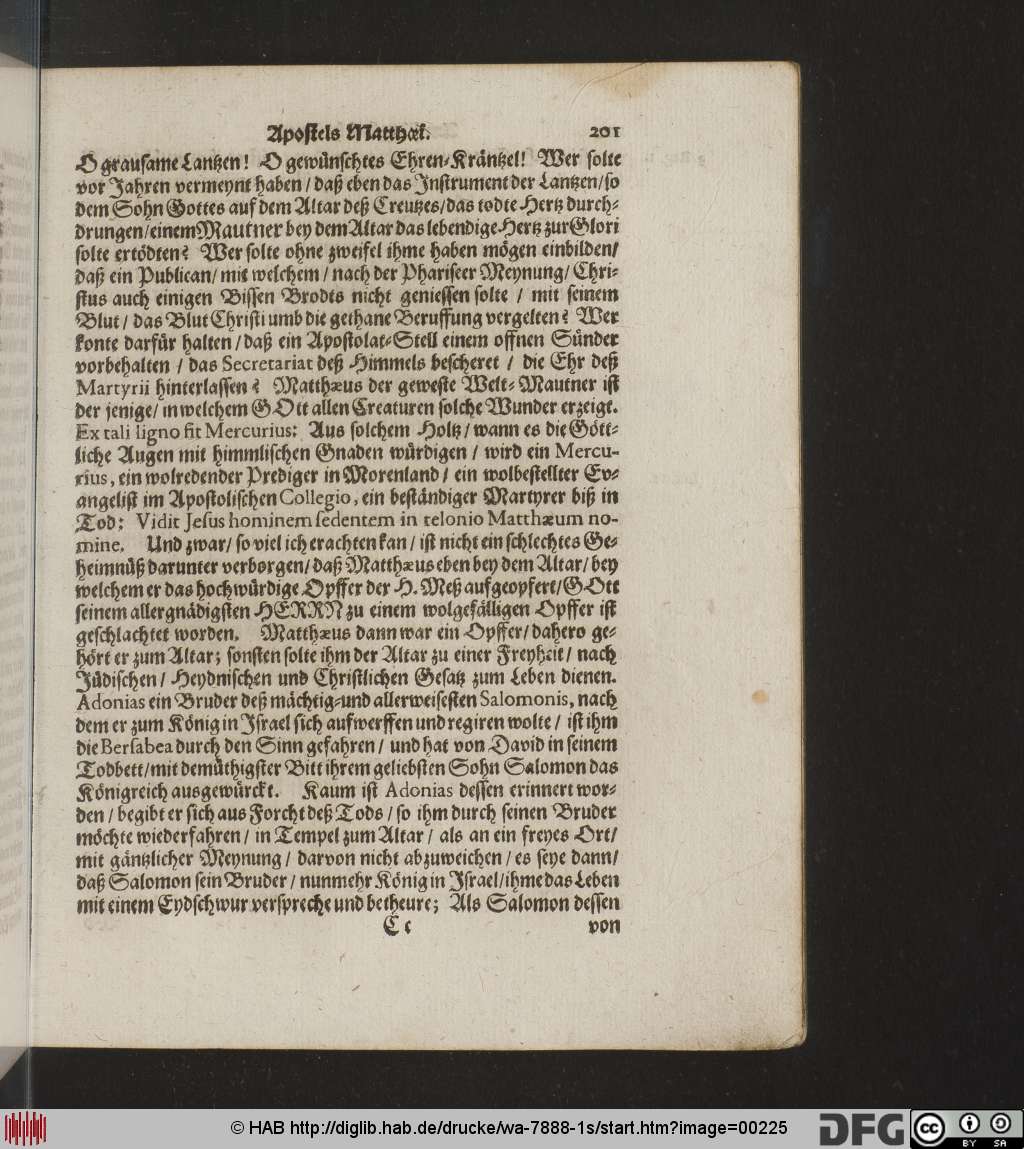 Apostels Matthæi. 201
O grausame Lantzen! O gewünschtes Ehren-Kräntzel! Wer solte
vor Jahren vermeynt haben / daß eben das Instrument der Lantzen / so
dem Sohn Gottes auf dem Altar deß Creutzes / das todte Hertz durch-
drungen / einem Mautner bey dem Altar das lebendige Hertz zur Glori
solte ertödten? Wer solte ohne zweifel ihme haben mögen einbilden /
daß ein Publican / mit welchem / nach der Phariseer Meynung / Chri-
stus auch einigen Bissen Brodts nicht geniessen solte / mit seinem
Blut / das Blut Christi umb die gethane Beruffung vergelten? Wer
konte darfür halten / daß ein Apostolat-Stell einem offnen Sünder
vorbehalten / das Secretariat deß Himmels bescheret / die Ehr deß
Martyrii hinterlassen? Matthæus der geweste Welt-Mautner ist
der jenige / in welchem GOtt allen Creaturen solche Wunder erzeigt.
Ex tali ligno fit Mercurius: Aus solchem Holtz / wann es die Gött-
liche Augen mit himmlischen Gnaden würdigen / wird ein Mercu-
rius, ein wolredender Prediger in Morenland / ein wolbestellter Ev-
angelist im Apostolischen Collegio, ein beständiger Martyrer biß in
Tod: Vidit Jesus hominem sedentem in telonio Matthæum no-
mine. Und zwar / so viel ich erachten kan / ist nicht ein schlechtes Ge-
heimnüß darunter verborgen / daß Matthæus eben bey dem Altar / bey
welchem er das hochwürdige Opffer der H. Meß aufgeopfert / GOtt
seinem allergnädigsten HERRN zu einem wolgefälligen Opffer ist
geschlachtet worden. Matthæus dann war ein Opffer / dahero ge-
hört er zum Altar; sonsten solte ihm der Altar zu einer Freyheit / nach
Jüdischen / Heydnischen und Christlichen Gesatz zum Leben dienen.
Adonias ein Bruder deß mächtig- und allerweisesten Salomonis, nach
dem er zum König in Israel sich aufwerffen und regiren wolte / ist ihm
die Bersabea durch den Sinn gefahren / und hat von David in seinem
Todbett / mit demüthigster Bitt ihrem geliebsten Sohn Salomon das
Königreich ausgewürckt. Kaum ist Adonias dessen erinnert wor-
den / begibt er sich aus Forcht deß Tods / so ihm durch seinen Bruder
möchte wiederfahren / in Tempel zum Altar / als an ein freyes Ort /
mit gäntzlicher Meynung / darvon nicht abzuweichen / es seye dann /
daß Salomon sein Bruder / nunmehr König in Israel / ihme das Leben
mit einem Eydschwur verspreche und betheure; Als Salomon dessen
Cc von
© HAB http://diglib.hab.de/drucke/wa-7888-1s/start.htm?image=00225
DFG cc BY SA